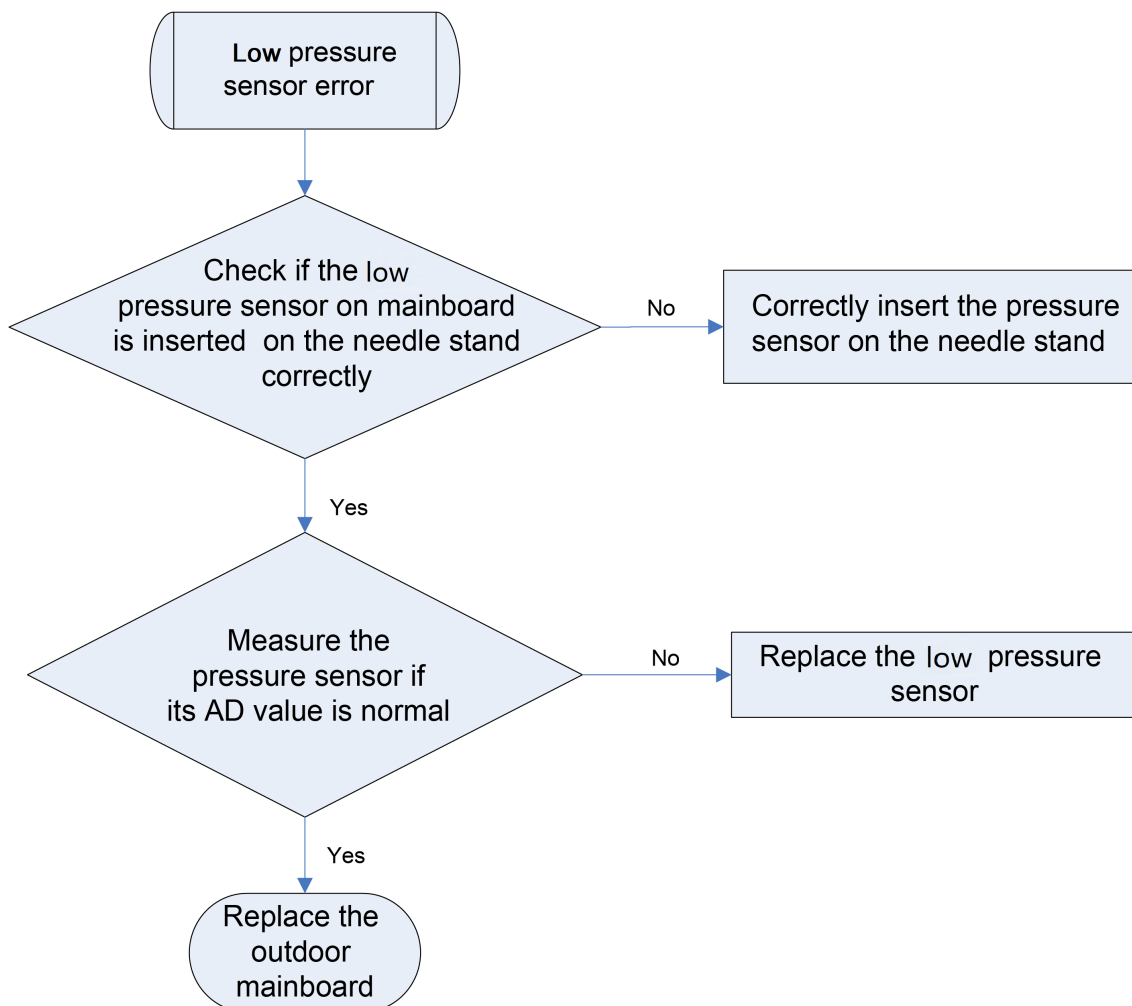 Low pressure
sensor error
Check if the low
pressure sensor on mainboard
is inserted on the needle stand
correctly
No
Correctly insert the pressure
sensor on the needle stand
Yes
Measure the
pressure sensor if
its AD value is normal
No
Replace the low pressure
sensor
Yes
Replace the
outdoor
mainboard